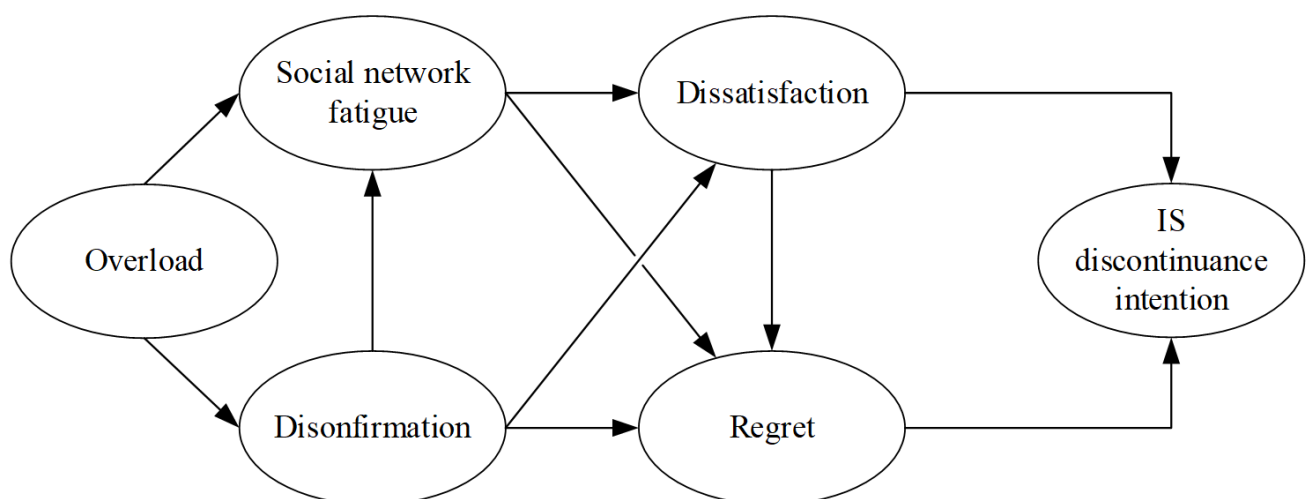 Social network
fatigue
Dissatisfaction
Overload
IS
discontinuance
intention
Disonfirmation
Regret